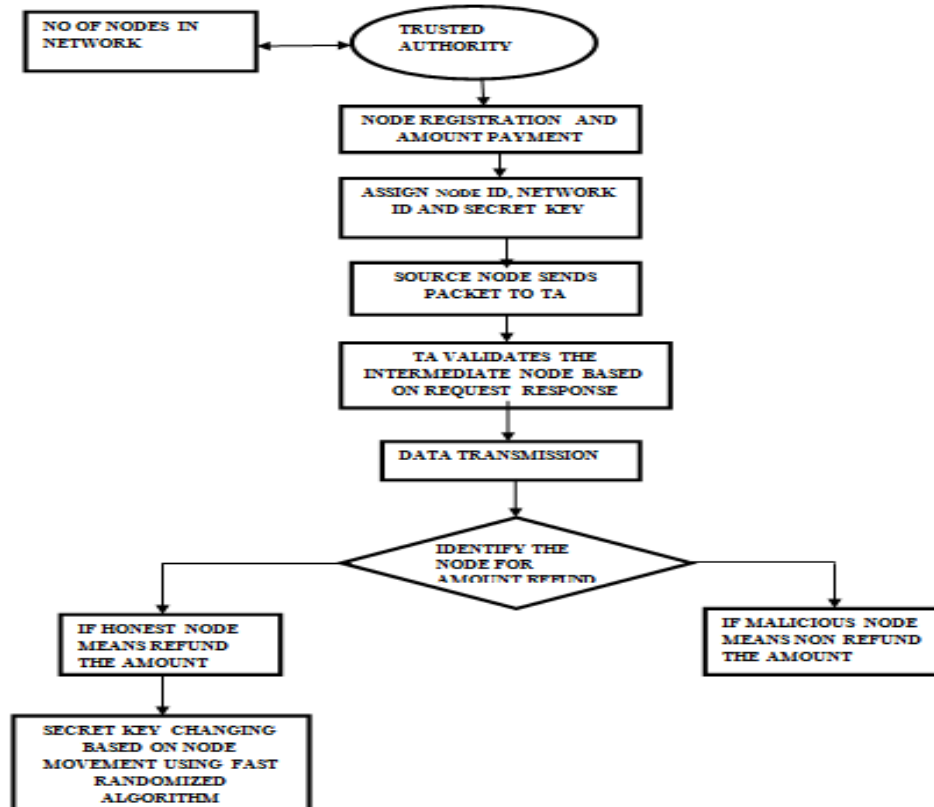 NO OF NODES IN
NETWORK
TRUSTED
AUTHORITY
NODE REGISTRATION AND
AMOUNT PAYMENT
ASSIGN NODE ID, NETWORK
ID AND SECRET KEY
SOURCE NODE SENDS
PACKET TO TA
TA VALIDATES THE
INTERMEDIATE NODE BASED
ON REQUEST RESPONSE
DATA TRANSMISSION
IDENTIFY THE
NODE FOR
AMOUNT REFUND
IF HONEST NODE
MEANS REFUND
THE AMOUNT
IF MALICIOUS NODE
MEANS NON REFUND
THE AMOUNT
SECRET KEY CHANGING
BASED ON NODE
MOVEMENT USING FAST
RANDOMIZED
ALGORITHM